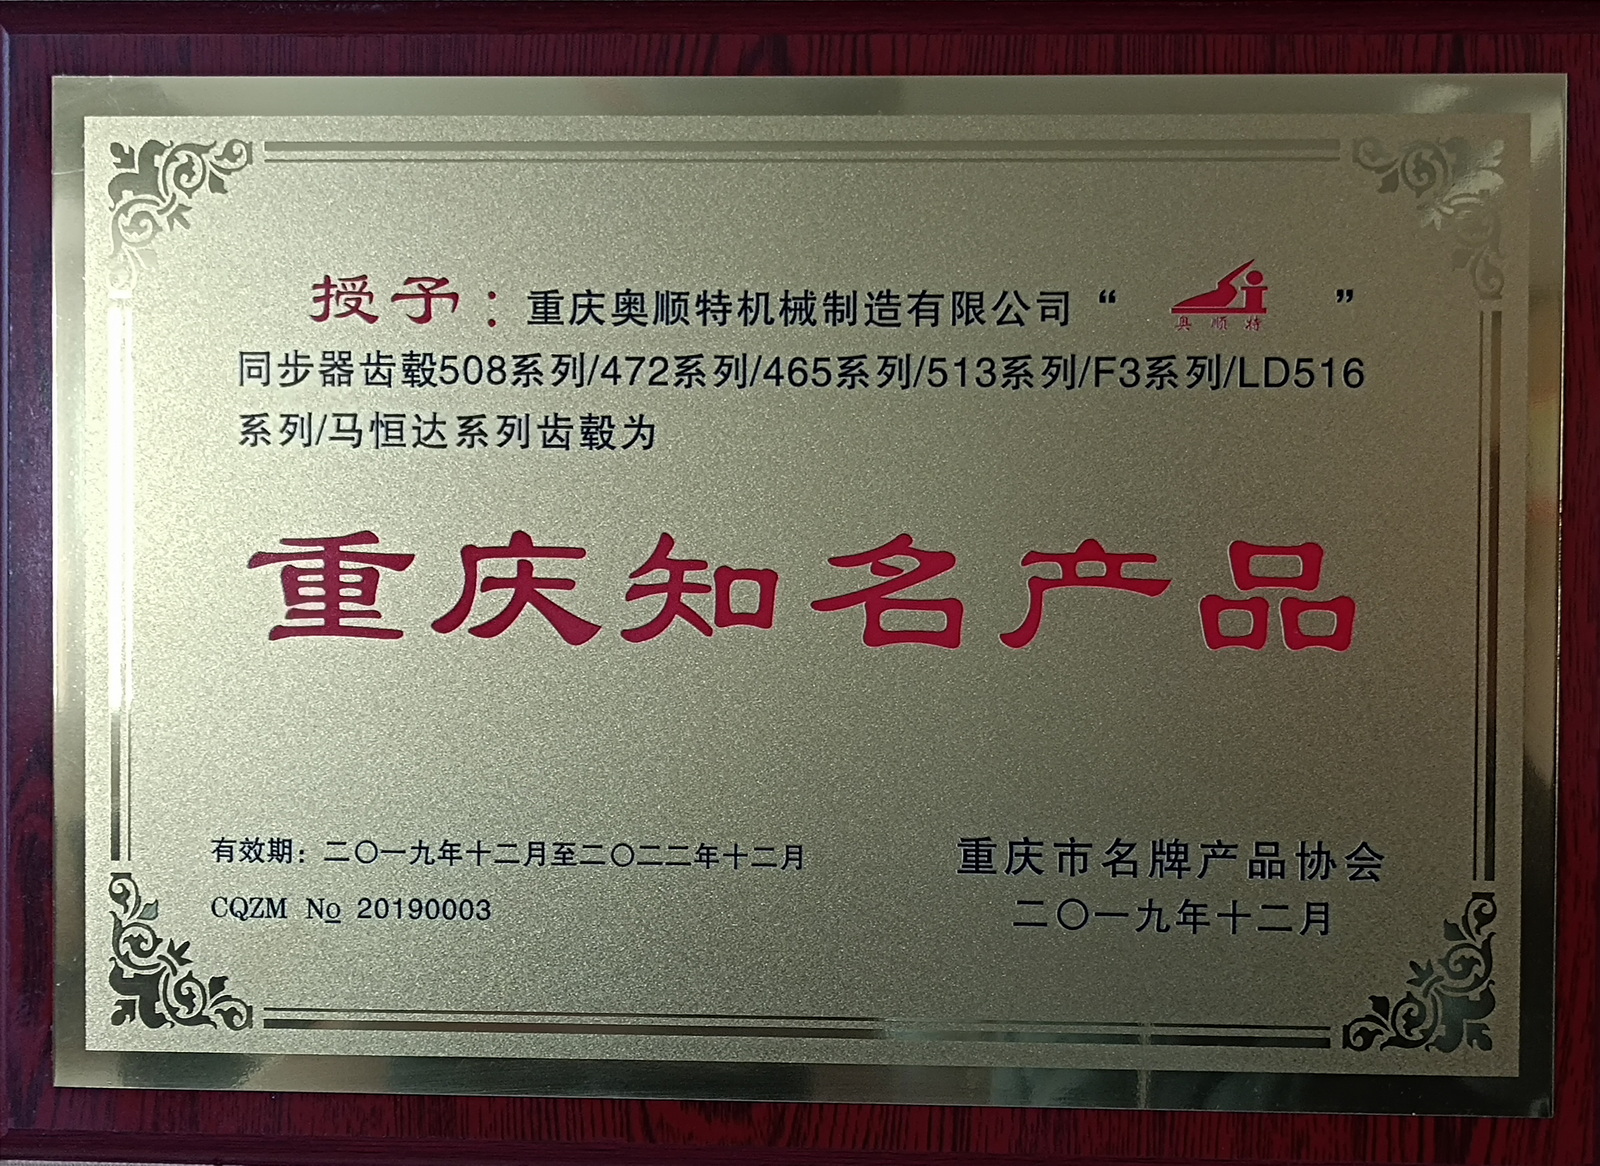 授予：重庆奥顺特机械制造有限公司“奥顺特”
同步器齿毂508系列/472系列/465系列/513系列/F3系列/LD516
系列/马恒达系列齿毂为
重庆知名产品
有效期：二〇一九年十二月至二〇二二年十二月
CQZM No 20190003
重庆市名牌产品协会
二〇一九年十二月